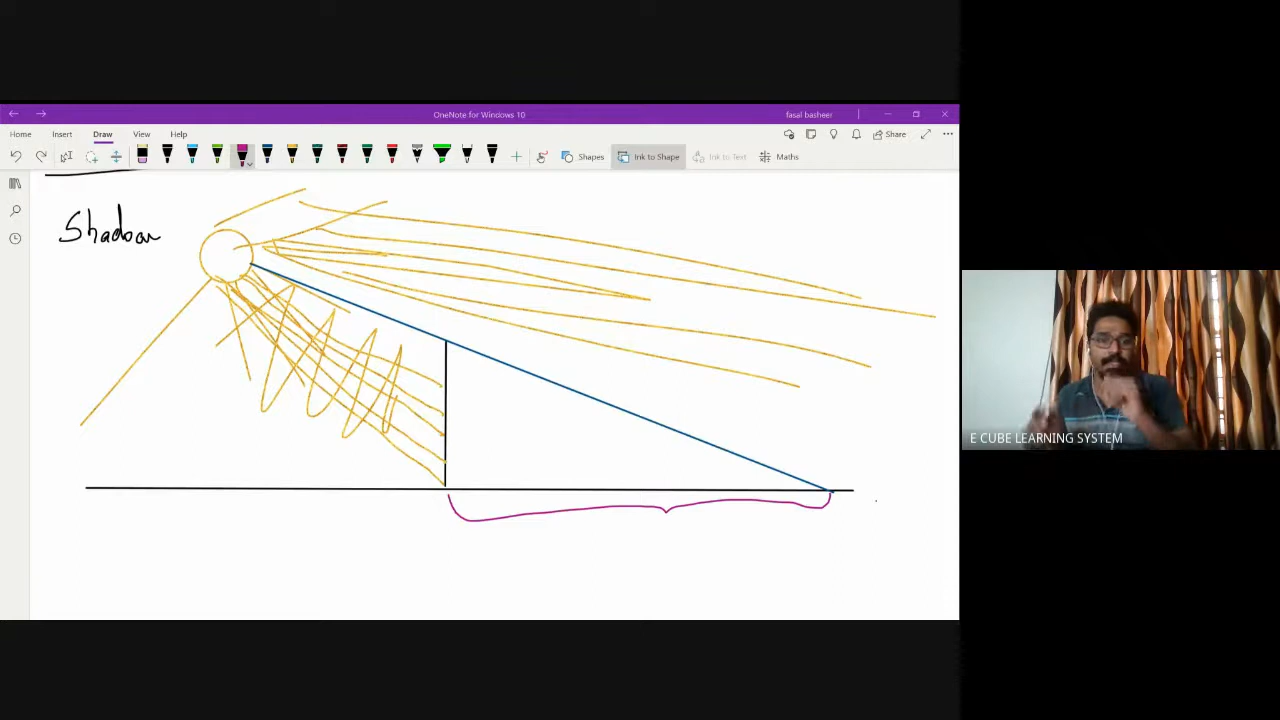 OneNote for Windows 10
fasal basheer
Home Insert Draw View Help
Share
Shapes Ink to Shape Ink to Text Maths
Shadow
E CUBE LEARNING SYSTEM